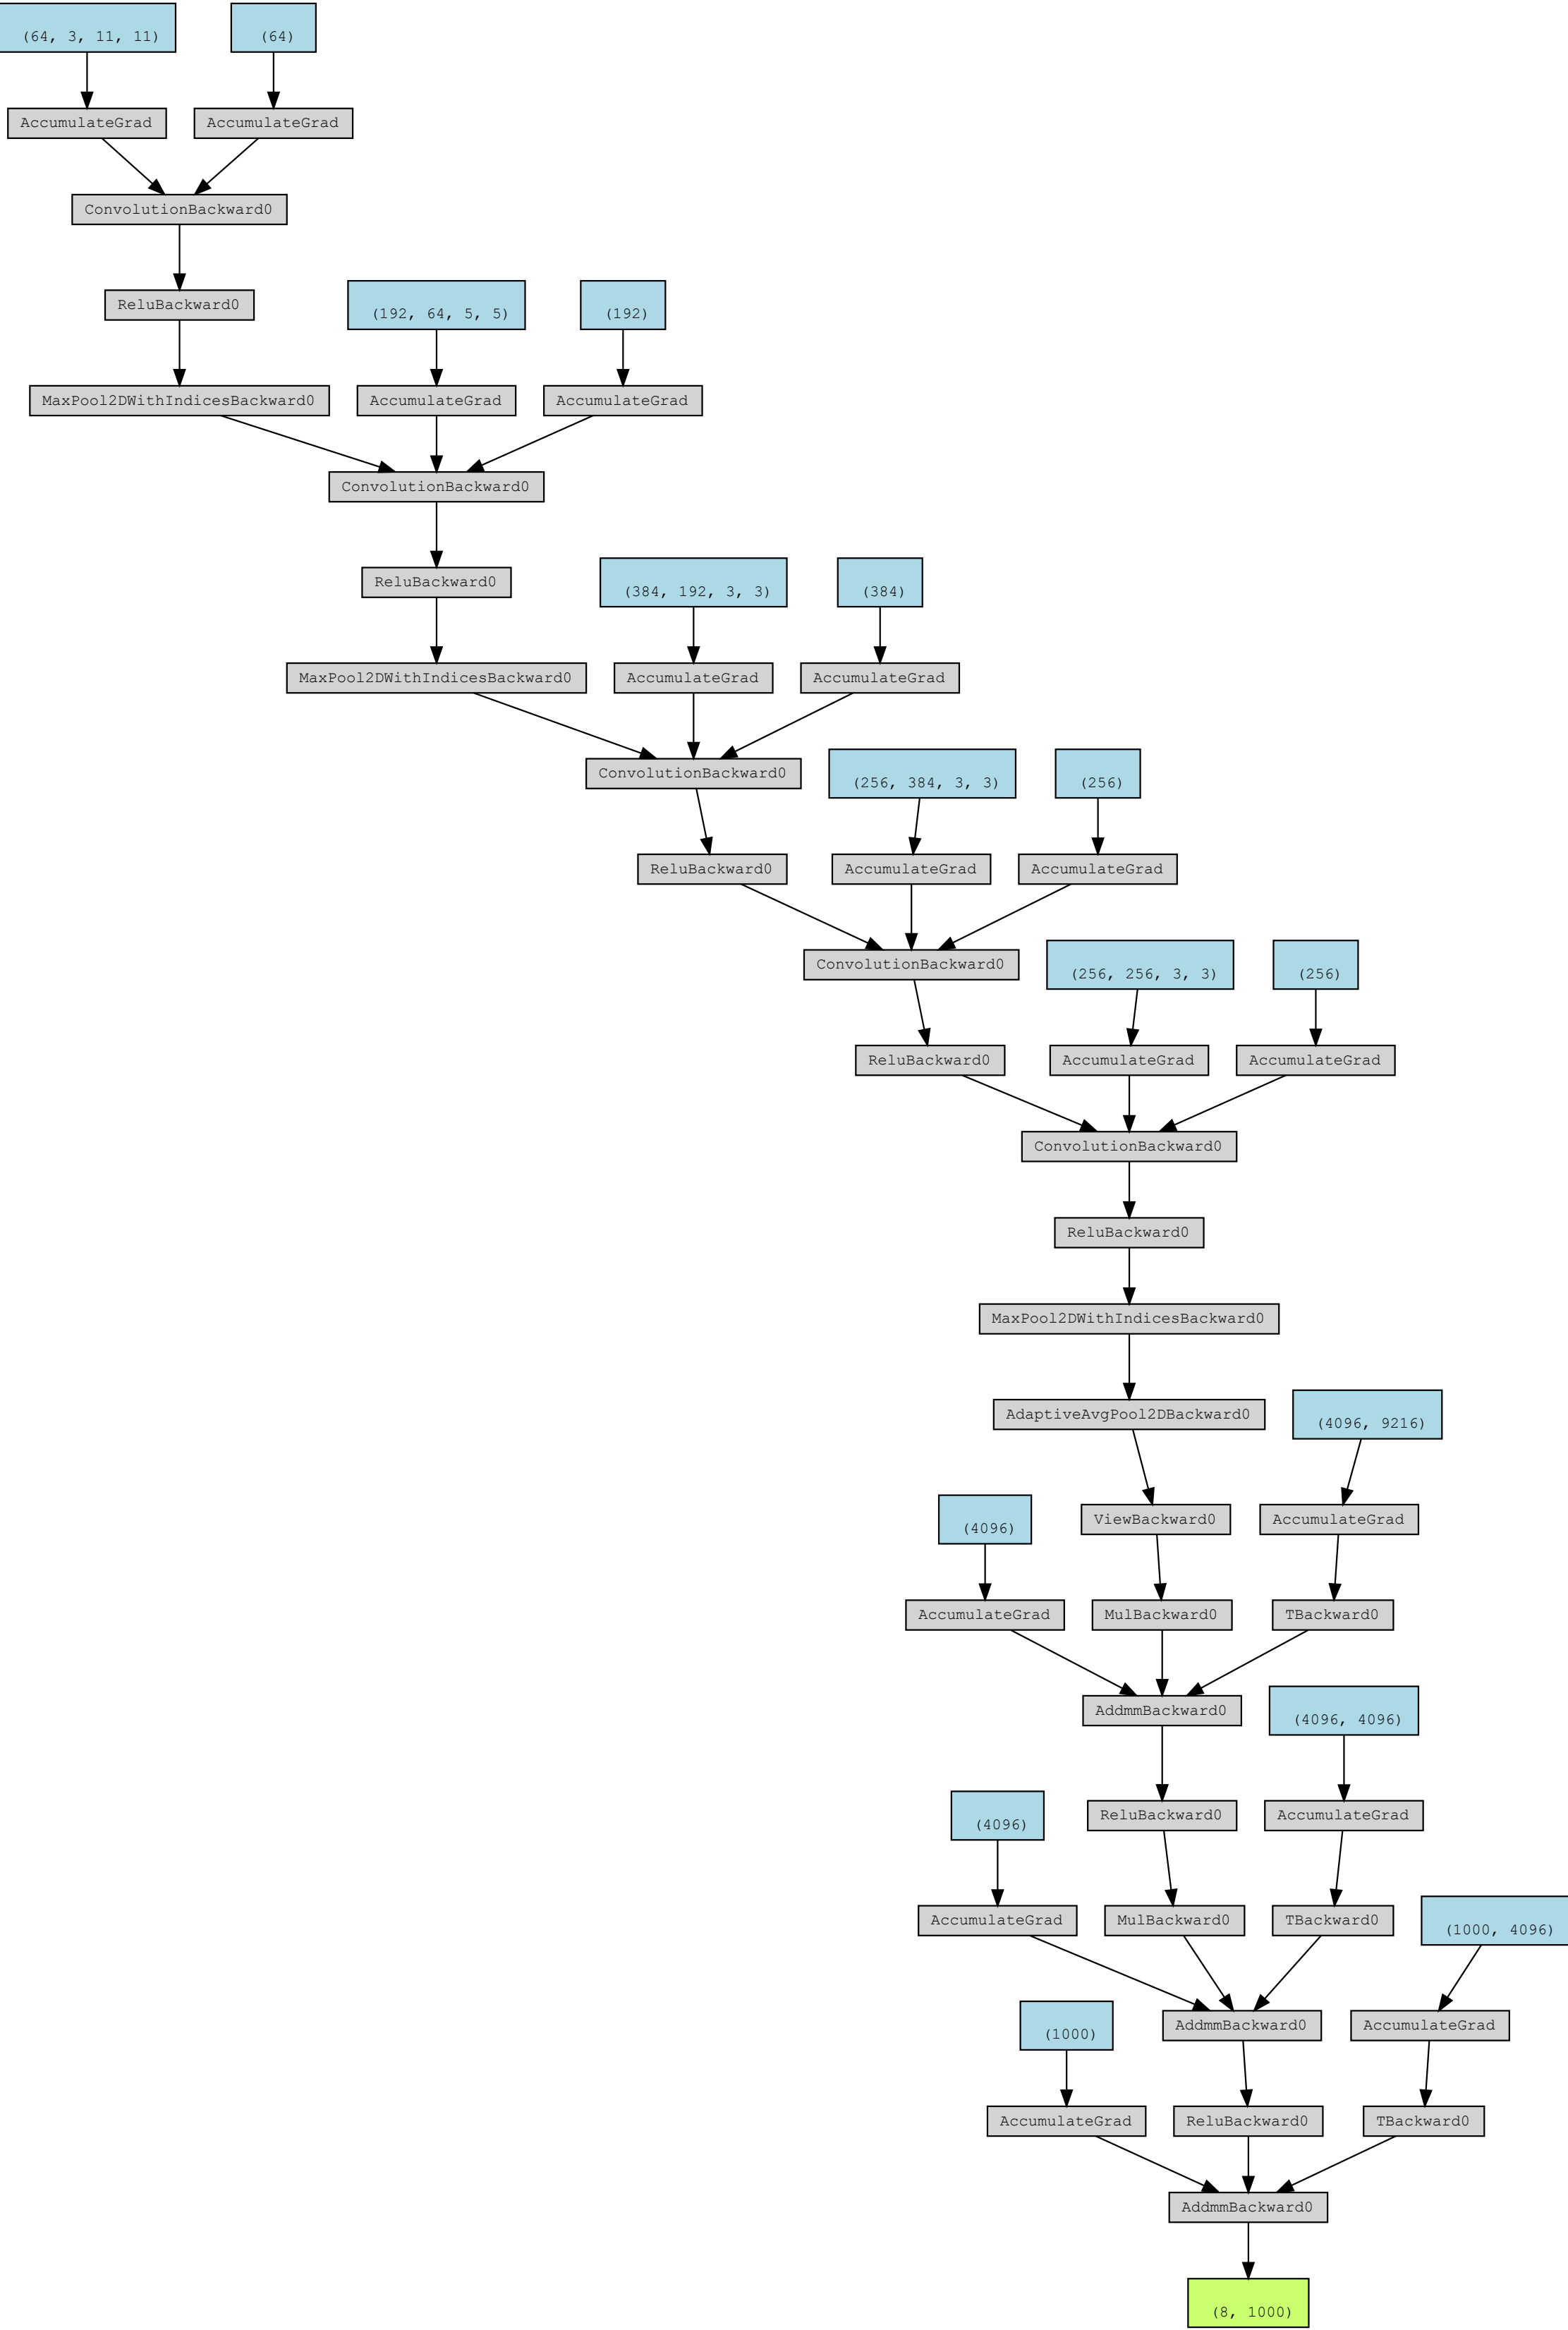 (64, 3, 11, 11)
(64)
AccumulateGrad
AccumulateGrad
ConvolutionBackward0
ReluBackward0
(192, 64, 5, 5)
(192)
MaxPool2DWithIndicesBackward0
AccumulateGrad
AccumulateGrad
ConvolutionBackward0
ReluBackward0
(384, 192, 3, 3)
(384)
MaxPool2DWithIndicesBackward0
AccumulateGrad
AccumulateGrad
ConvolutionBackward0
(256, 384, 3, 3)
(256)
ReluBackward0
AccumulateGrad
AccumulateGrad
ConvolutionBackward0
(256, 256, 3, 3)
(256)
ReluBackward0
AccumulateGrad
AccumulateGrad
ConvolutionBackward0
ReluBackward0
MaxPool2DWithIndicesBackward0
AdaptiveAvgPool2DBackward0
(4096, 9216)
(4096)
ViewBackward0
AccumulateGrad
AccumulateGrad
MulBackward0
TBackward0
AddmmBackward0
(4096, 4096)
(4096)
ReluBackward0
AccumulateGrad
AccumulateGrad
MulBackward0
TBackward0
(1000, 4096)
(1000)
AddmmBackward0
AccumulateGrad
AccumulateGrad
ReluBackward0
TBackward0
AddmmBackward0
(8, 1000)